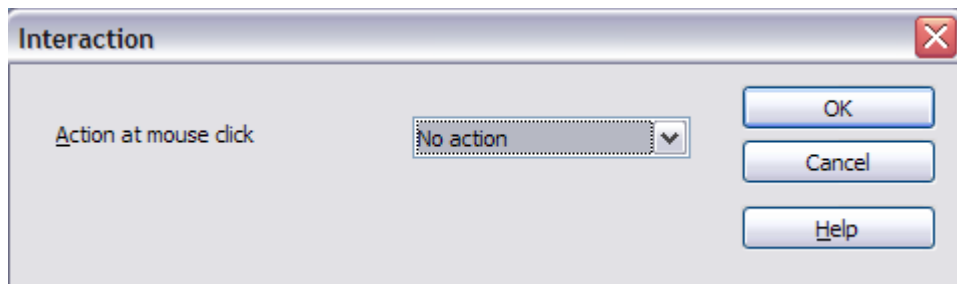 Interaction
Action at mouse click
No action
OK
Cancel
Help